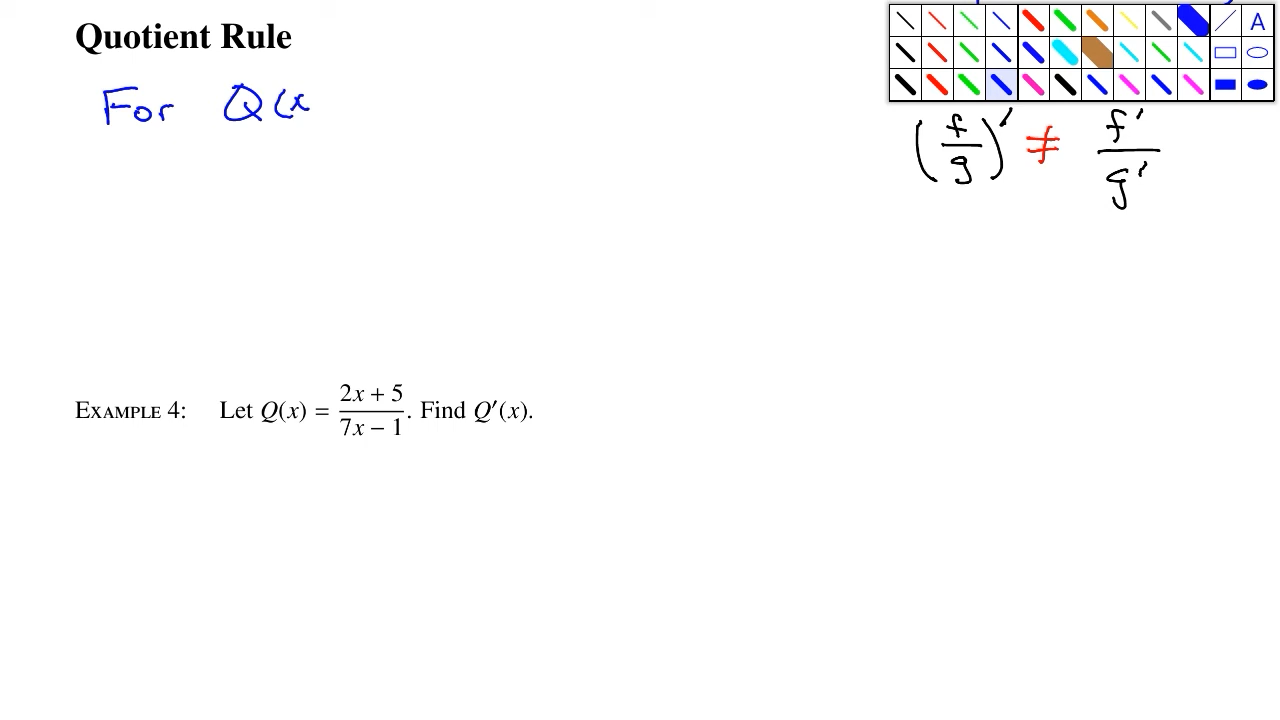 Quotient Rule
For Q(x
A
(f/g)' ≠ f'/g'
Example 4: Let Q(x) = (2x + 5)/(7x − 1). Find Q′(x).